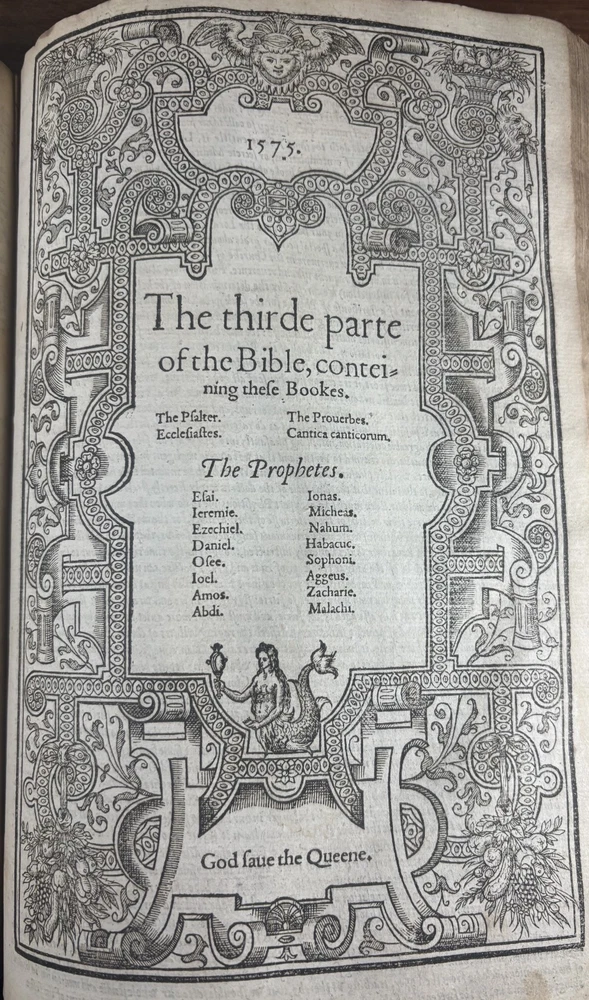 1575.
The thirde parte
of the Bible, contei⸗
ning theſe Bookes.
The Pſalter. The Prouerbes.
Eccleſiaſtes. Cantica canticorum.
The Prophetes.
Eſai. Ionas.
Ieremie. Micheas.
Ezechiel. Nahum.
Daniel. Habacuc.
Oſee. Sophoni.
Ioel. Aggeus.
Amos. Zacharie.
Abdi. Malachi.
God ſaue the Queene.